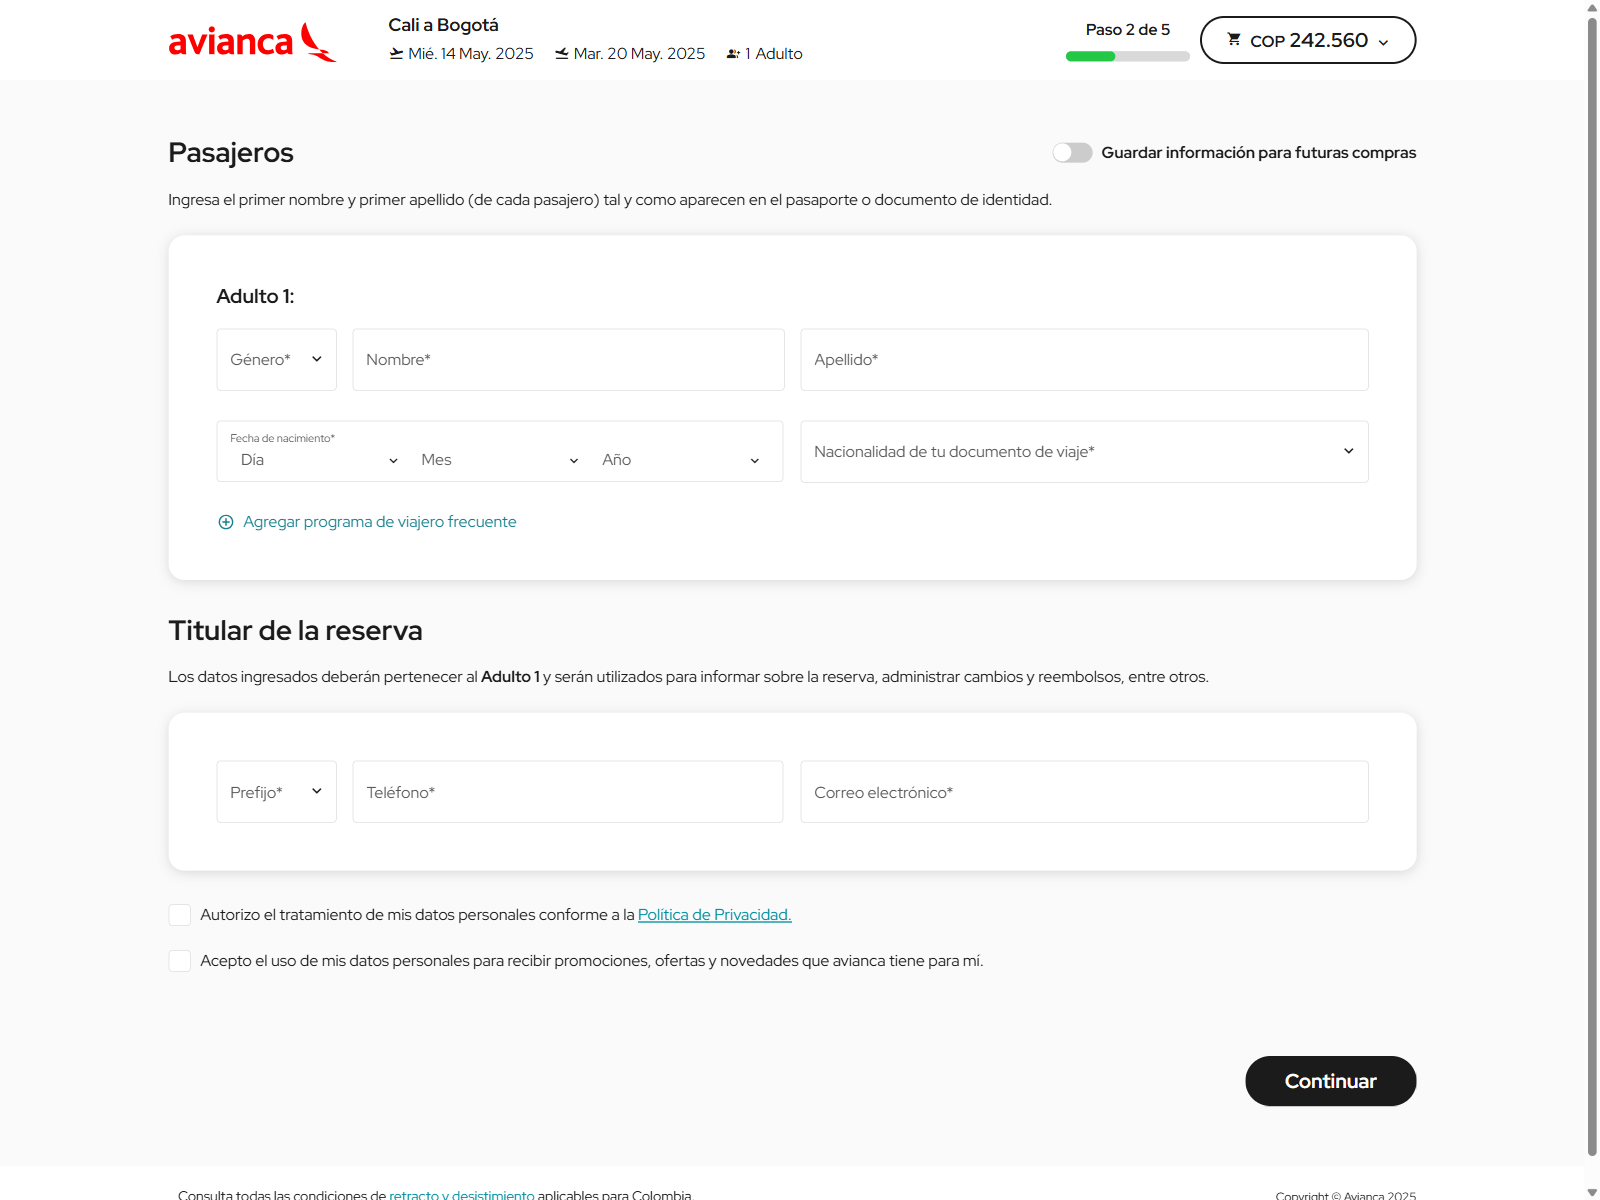 avianca
Cali a Bogotá
Mié. 14 May. 2025 Mar. 20 May. 2025 1 Adulto
Paso 2 de 5
COP 242.560
Pasajeros
Guardar información para futuras compras
Ingresa el primer nombre y primer apellido (de cada pasajero) tal y como aparecen en el pasaporte o documento de identidad.
Adulto 1:
Género* Nombre* Apellido*
Fecha de nacimiento*
Día Mes Año
Nacionalidad de tu documento de viaje*
Agregar programa de viajero frecuente
Titular de la reserva
Los datos ingresados deberán pertenecer al Adulto 1 y serán utilizados para informar sobre la reserva, administrar cambios y reembolsos, entre otros.
Prefijo* Teléfono* Correo electrónico*
Autorizo el tratamiento de mis datos personales conforme a la Política de Privacidad.
Acepto el uso de mis datos personales para recibir promociones, ofertas y novedades que avianca tiene para mí.
Continuar
Consulta todas las condiciones de retracto y desistimiento aplicables para Colombia.
Copyright © Avianca 2025